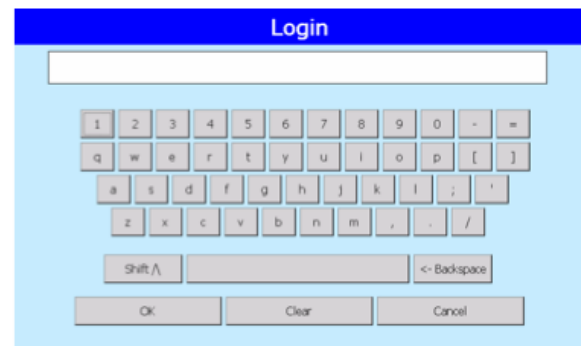 Login
1 2 3 4 5 6 7 8 9 0 - =
q w e r t y u i o p [ ]
a s d f g h j k l ; '
z x c v b n m , . /
Shift /\ <- Backspace
OK Clear Cancel